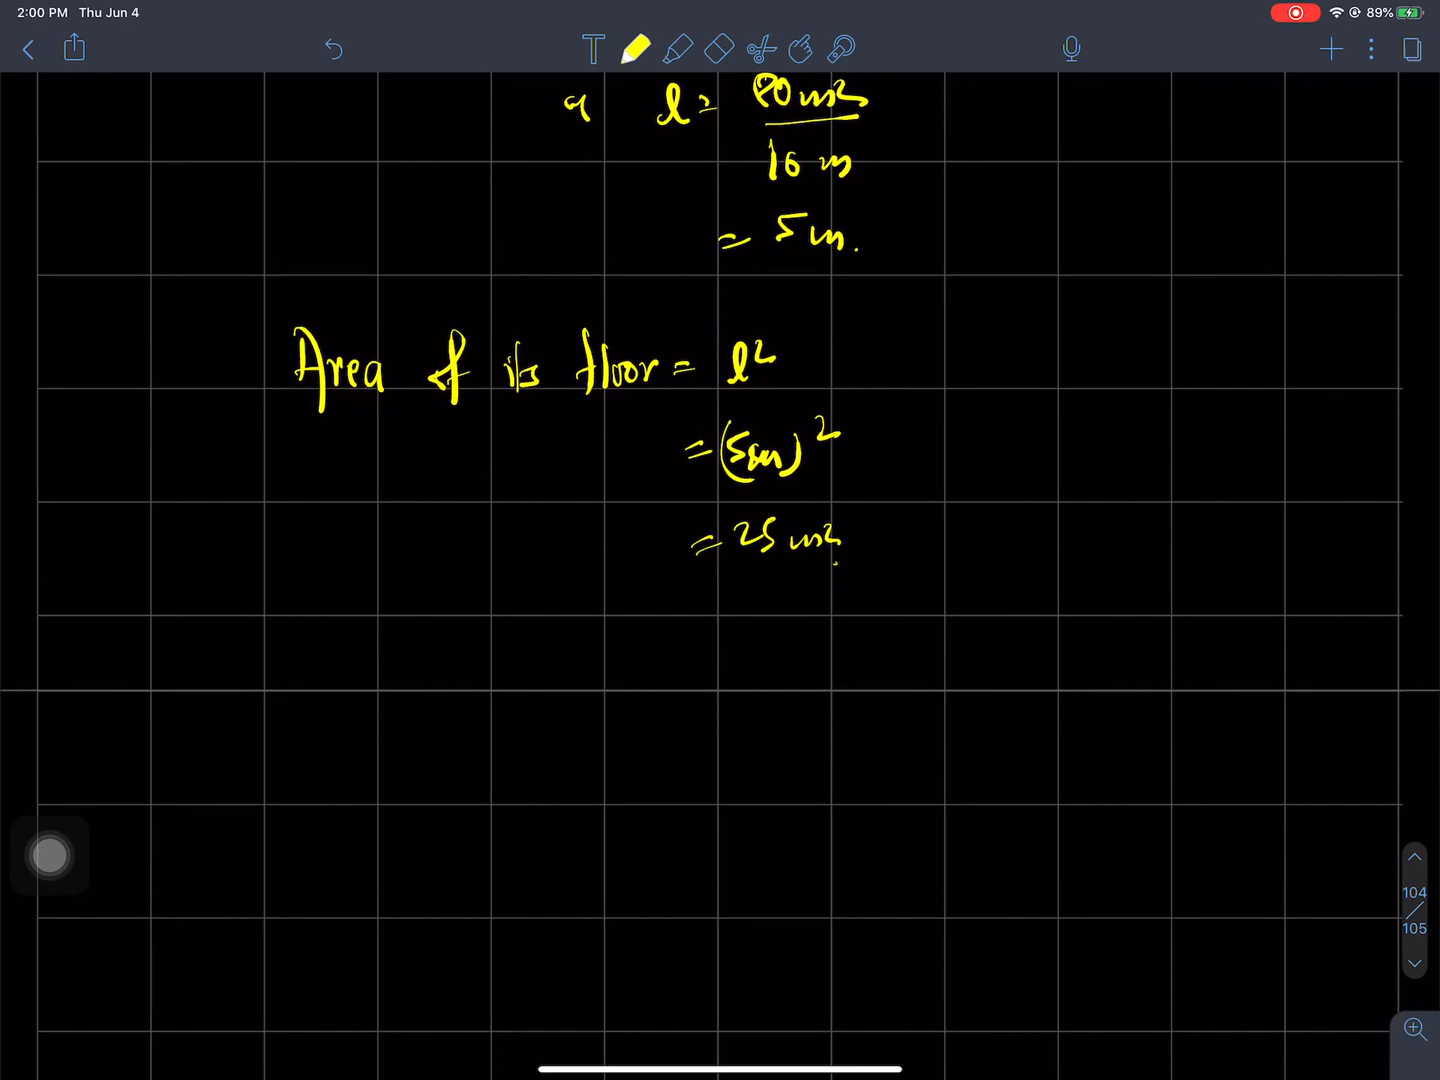 2:00 PM Thu Jun 4
89%
l = 80 m2
16 m
= 5m.
Area of its floor = l²
= (5m)²
= 25 m2.
104
105